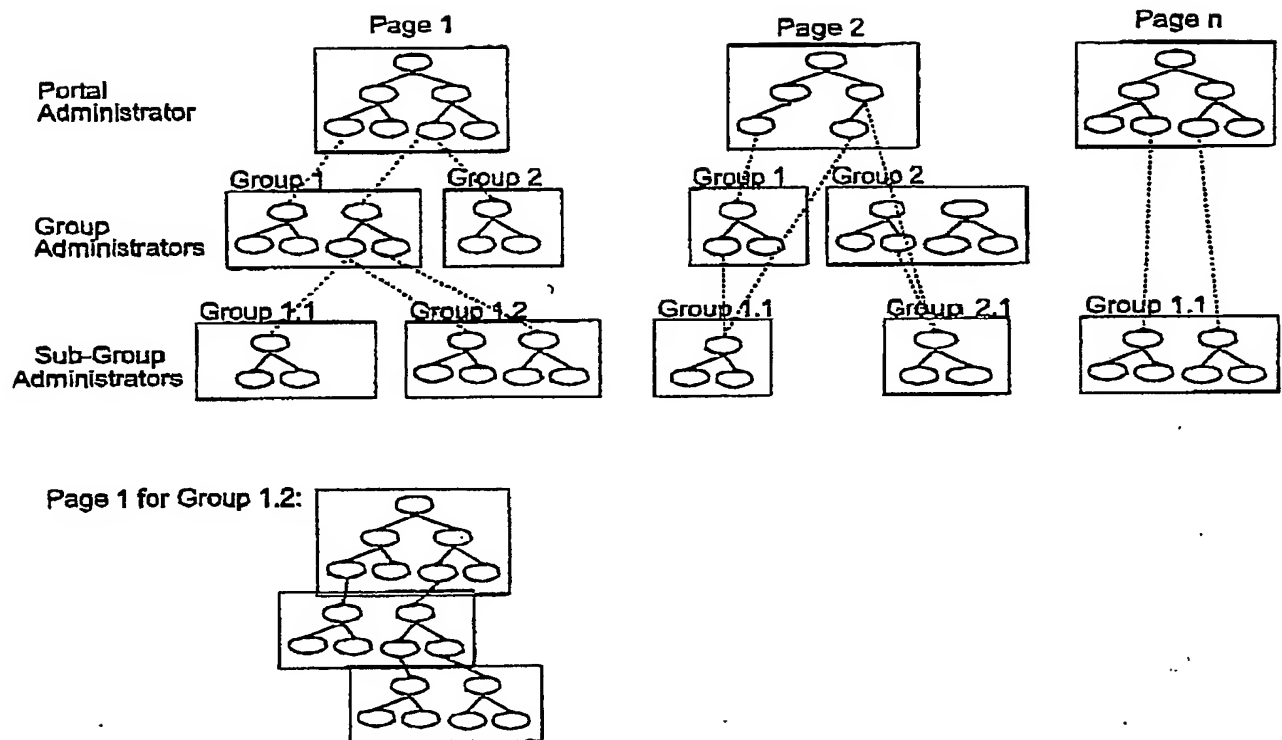 Page 1
Page 2
Page n
Portal
Administrator
Group 1
Group 2
Group 1
Group 2
Group
Administrators
Group 1.1
Group 1.2
Group 1.1
Group 2.1
Group 1.1
Sub-Group
Administrators
Page 1 for Group 1.2: